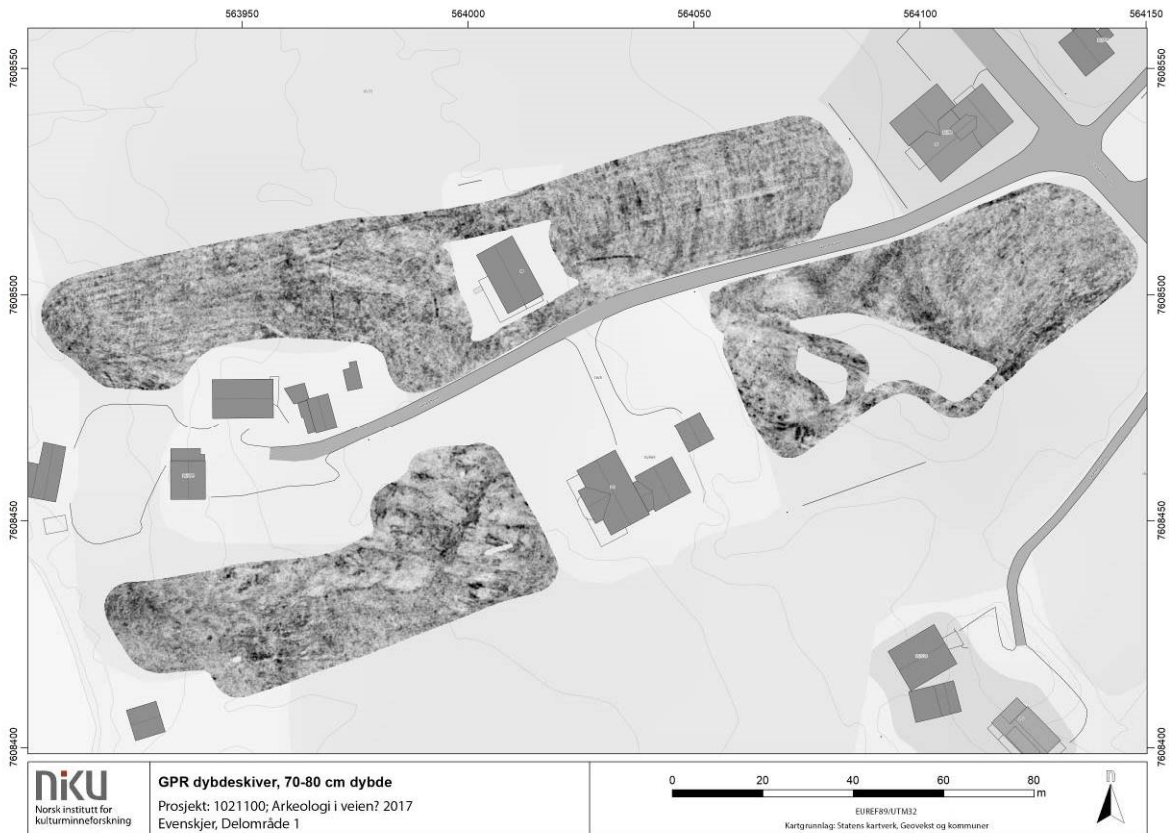 563950 564000 564050 564100 564150
7608550 7608550
7608500 7608500
7608450 7608450
7608400 7608400
niku
Norsk institutt for
kulturminneforskning
GPR dybdeskiver, 70-80 cm dybde
Prosjekt: 1021100; Arkeologi i veien? 2017
Evenskjer, Delområde 1
0 20 40 60 80
m
EUREF89/UTM32
Kartgrunnlag: Statens kartverk, Geovekst og kommuner
n